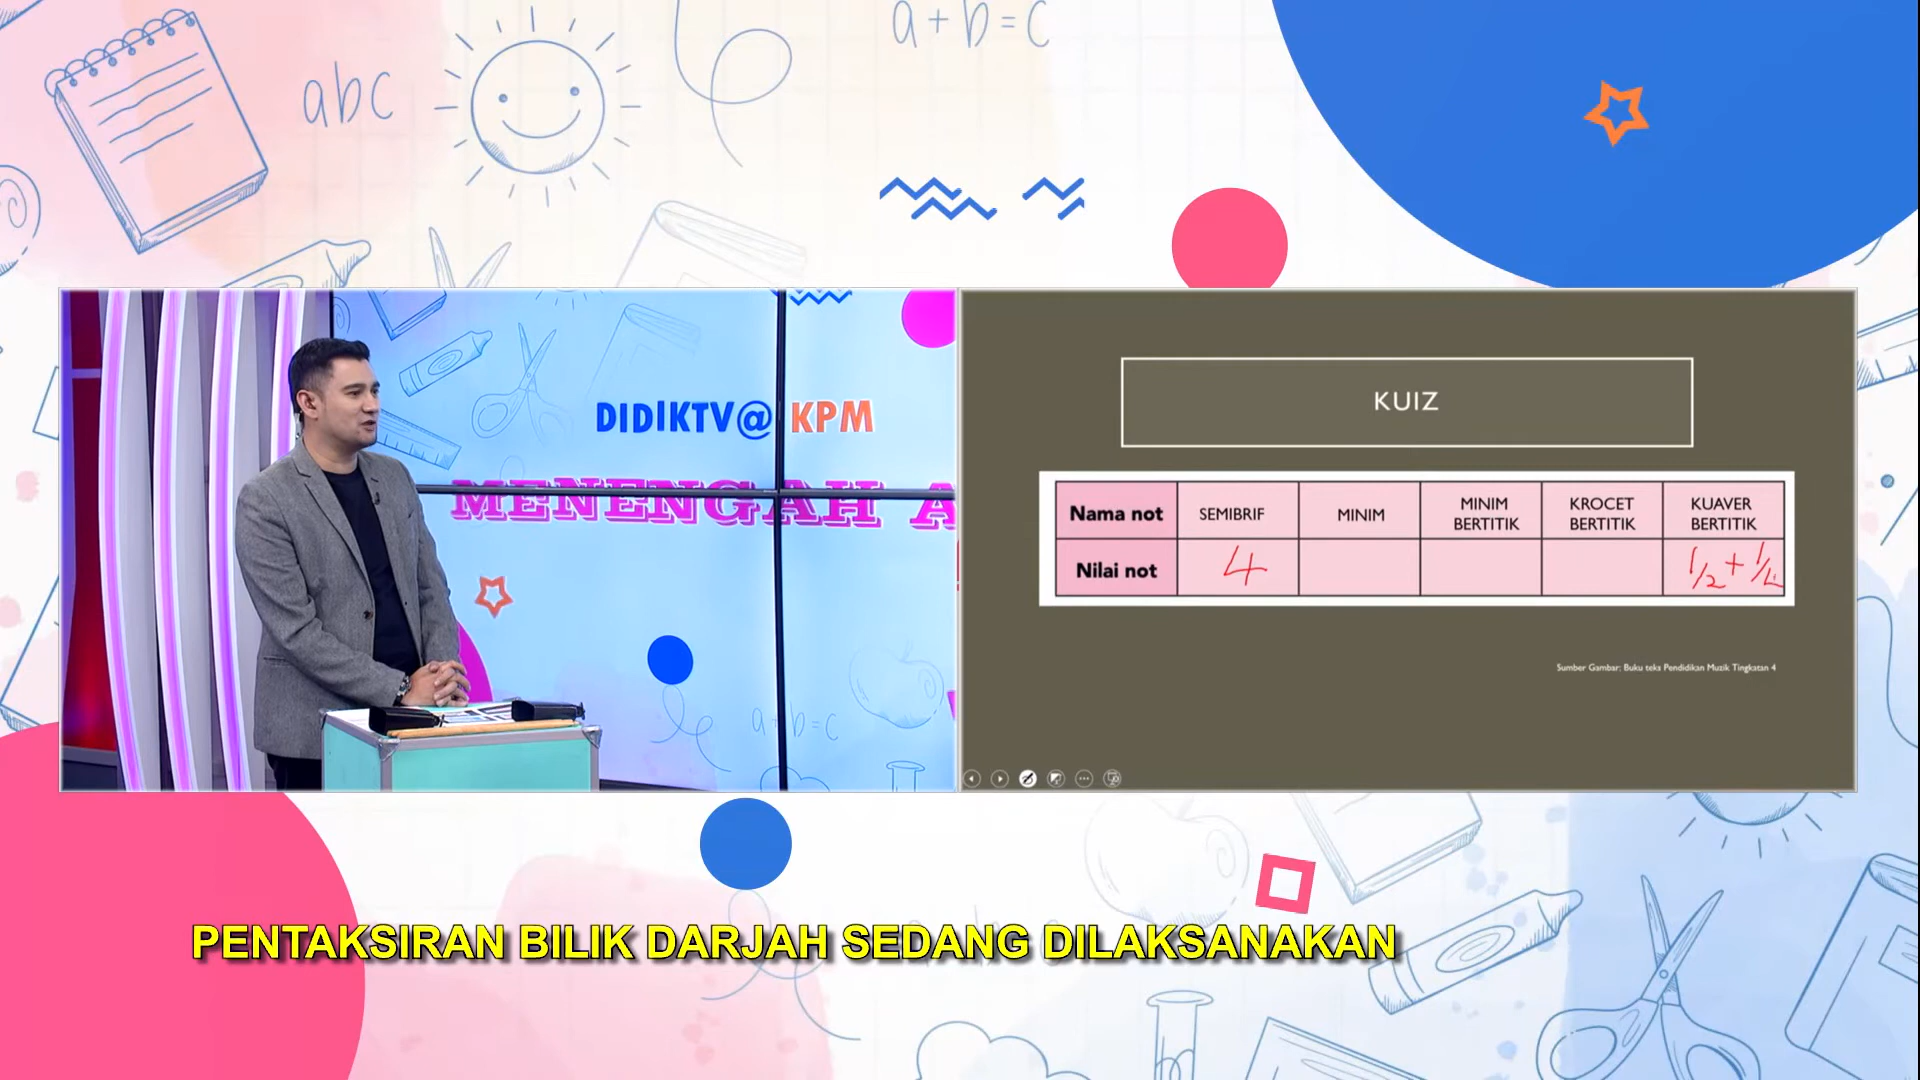 abc
a + b = c
DIDIKTV@ KPM
MENENGAH A
a + b = c
KUIZ
Nama not SEMIBRIF MINIM MINIM BERTITIK KROCET BERTITIK KUAVER BERTITIK
Nilai not 4 1/2 + 1/4
Sumber Gambar: Buku teks Pendidikan Muzik Tingkatan 4
PENTAKSIRAN BILIK DARJAH SEDANG DILAKSANAKAN